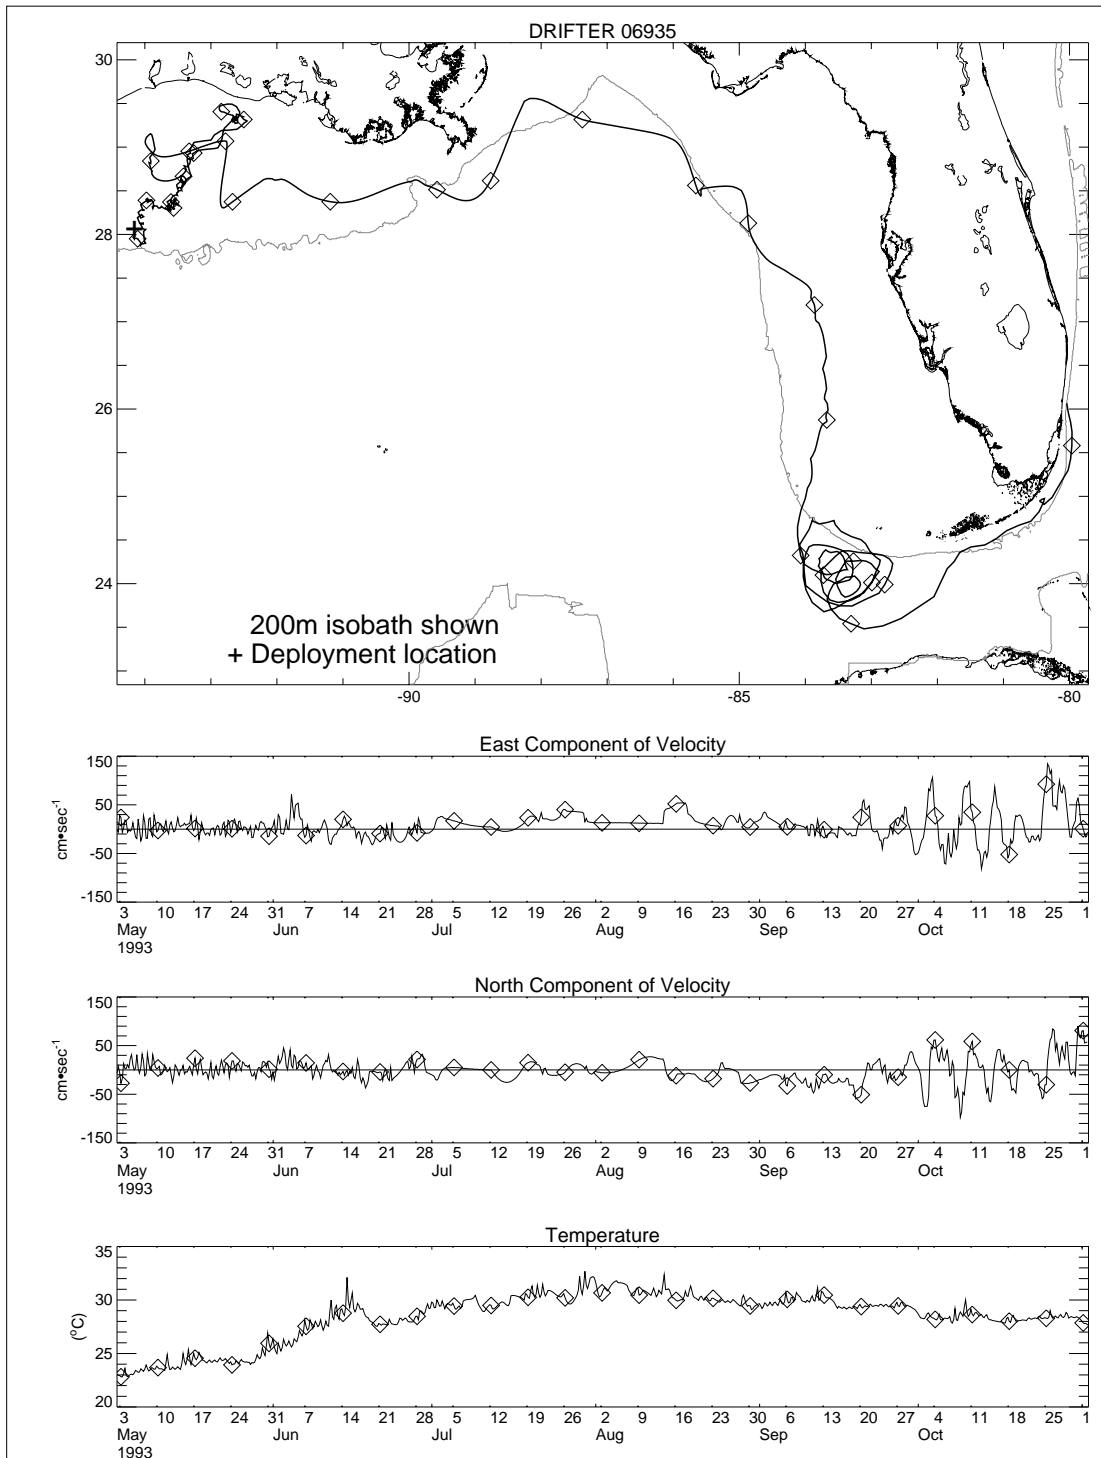 DRIFTER 06935
30
28
26
24
200m isobath shown
+ Deployment location
-90 -85 -80
East Component of Velocity
150
50
-50
-150
cm•sec-1
3 10 17 24 31 7 14 21 28 5 12 19 26 2 9 16 23 30 6 13 20 27 4 11 18 25 1
May Jun Jul Aug Sep Oct
1993
North Component of Velocity
150
50
-50
-150
cm•sec-1
3 10 17 24 31 7 14 21 28 5 12 19 26 2 9 16 23 30 6 13 20 27 4 11 18 25 1
May Jun Jul Aug Sep Oct
1993
Temperature
35
30
25
20
(°C)
3 10 17 24 31 7 14 21 28 5 12 19 26 2 9 16 23 30 6 13 20 27 4 11 18 25 1
May Jun Jul Aug Sep Oct
1993